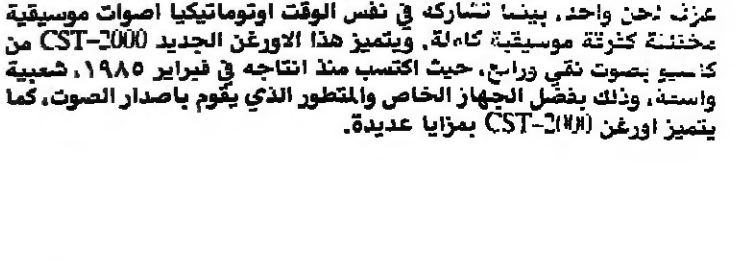 عزف لحن واحد، بينما تشاركه في نفس الوقت اوتوماتيكيا اصوات موسيقية
مختلفة كفرقة موسيقية كاملة. ويتميز هذا الاورغن الجديد CST-2000 من
كاسيو بصوت نقي ورائع، حيث اكتسب منذ انتاجه في فبراير ١٩٨٥، شعبية
واسعة، وذلك بفضل الجهاز الخاص والمتطور الذي يقوم باصدار الصوت، كما
يتميز اورغن CST-2000 بمزايا عديدة.